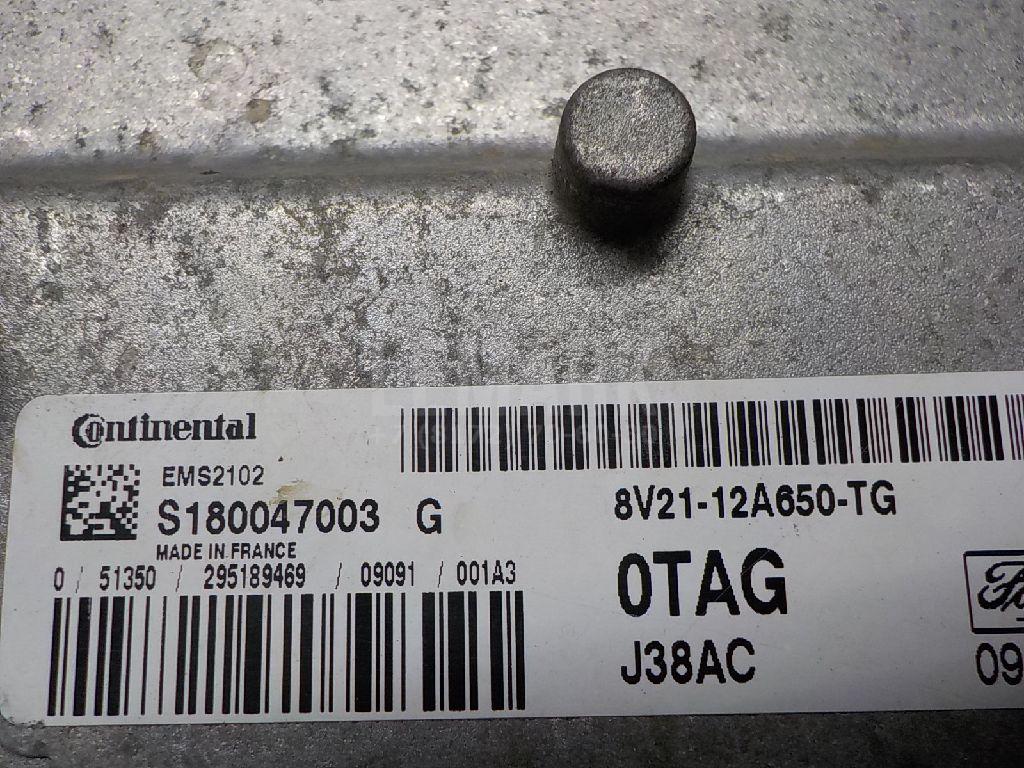 Continental
EMS2102
S180047003 G
MADE IN FRANCE
0 / 51350 / 295189469 / 09091 / 001A3
8V21-12A650-TG
0TAG
J38AC
09